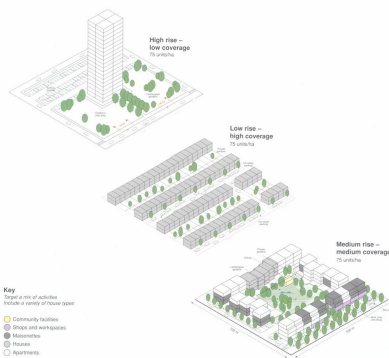 High rise –
low coverage
75 units/ha
Low rise –
high coverage
75 units/ha
Medium rise –
medium coverage
75 units/ha
Key
Target a mix of activities
Include a variety of house types
Community facilities
Shops and workspaces
Maisonettes
Houses
Apartments